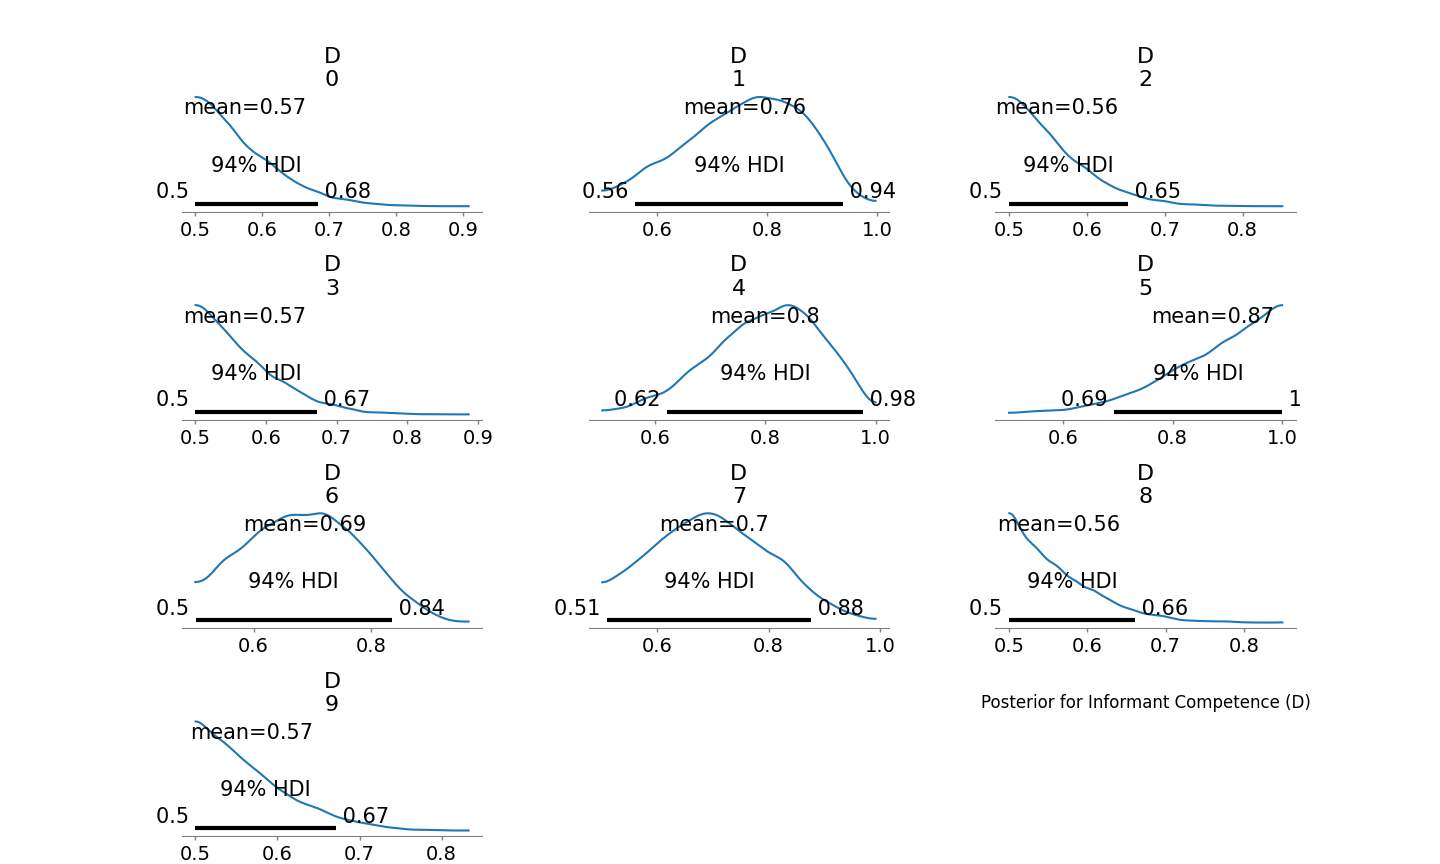 D
0
mean=0.57
94% HDI
0.5 0.68
0.5 0.6 0.7 0.8 0.9
D
1
mean=0.76
94% HDI
0.56 0.94
0.6 0.8 1.0
D
2
mean=0.56
94% HDI
0.5 0.65
0.5 0.6 0.7 0.8
D
3
mean=0.57
94% HDI
0.5 0.67
0.5 0.6 0.7 0.8 0.9
D
4
mean=0.8
94% HDI
0.62 0.98
0.6 0.8 1.0
D
5
mean=0.87
94% HDI
0.69 1
0.6 0.8 1.0
D
6
mean=0.69
94% HDI
0.5 0.84
0.6 0.8
D
7
mean=0.7
94% HDI
0.51 0.88
0.6 0.8 1.0
D
8
mean=0.56
94% HDI
0.5 0.66
0.5 0.6 0.7 0.8
D
9
mean=0.57
94% HDI
0.5 0.67
0.5 0.6 0.7 0.8
Posterior for Informant Competence (D)